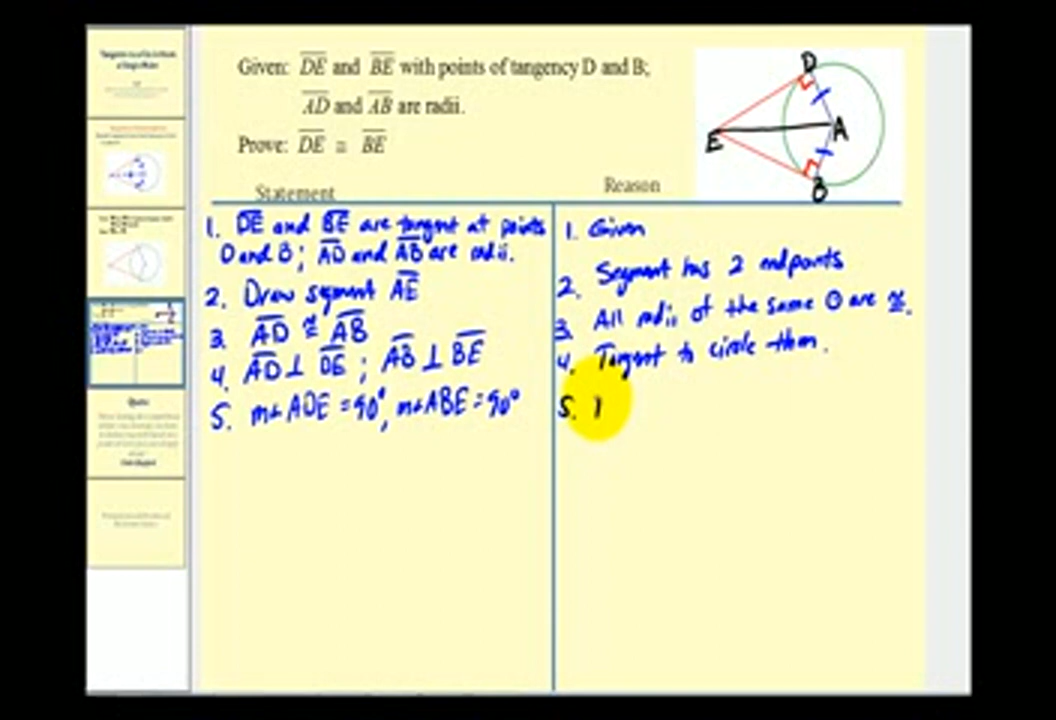 Given: DE and BE with points of tangency D and B;
AD and AB are radii.
Prove: DE ≅ BE
D
A
E
B
Statement
Reason
1. DE and BE are tangent at points
D and B; AD and AB are radii.
1. Given
2. Draw segment AE
2. Segment has 2 endpoints
3. AD ≅ AB
3. All radii of the same ⊙ are ≅.
4. AD ⊥ DE ; AB ⊥ BE
4. Tangent to circle thm.
5. m∠ADE = 90°, m∠ABE = 90°
5.